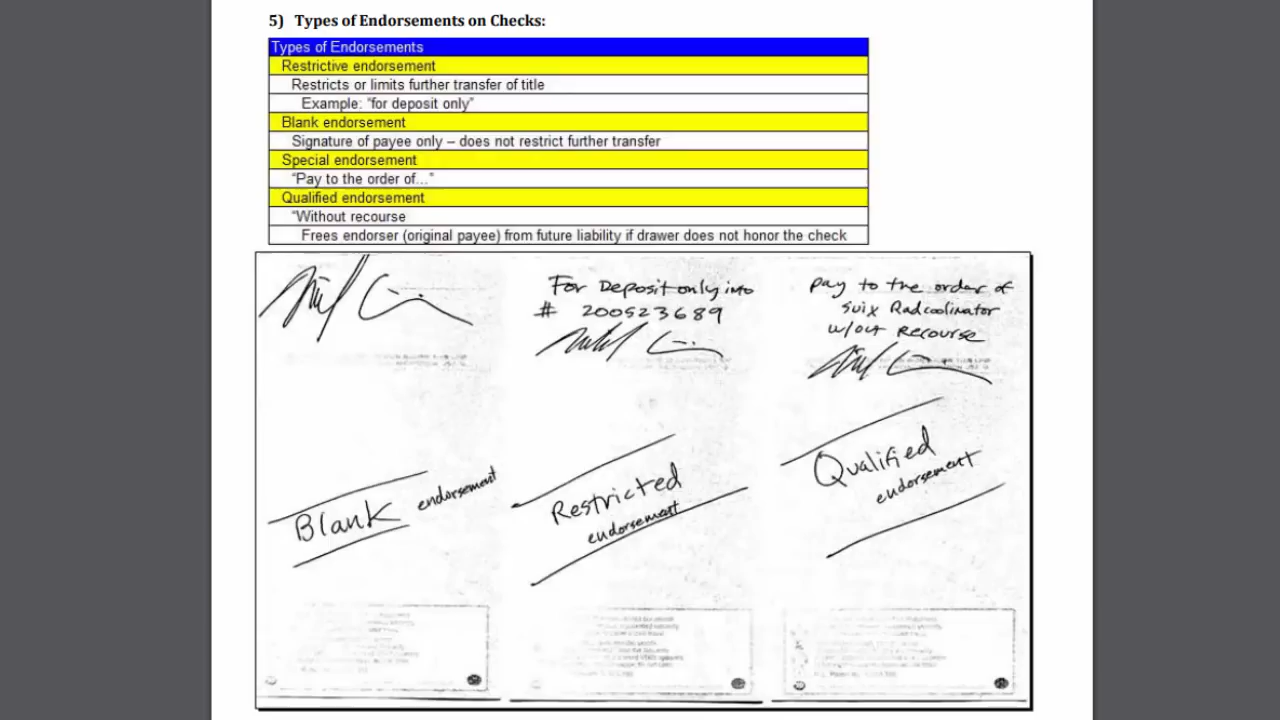 5) Types of Endorsements on Checks:
Types of Endorsements
Restrictive endorsement
Restricts or limits further transfer of title
Example: "for deposit only"
Blank endorsement
Signature of payee only – does not restrict further transfer
Special endorsement
"Pay to the order of..."
Qualified endorsement
"Without recourse
Frees endorser (original payee) from future liability if drawer does not honor the check
For Deposit only into
# 200523689
Pay to the order of
Suix Radcoolinator
w/out Recourse
Blank endorsement
Restricted
endorsement
Qualified
endorsement